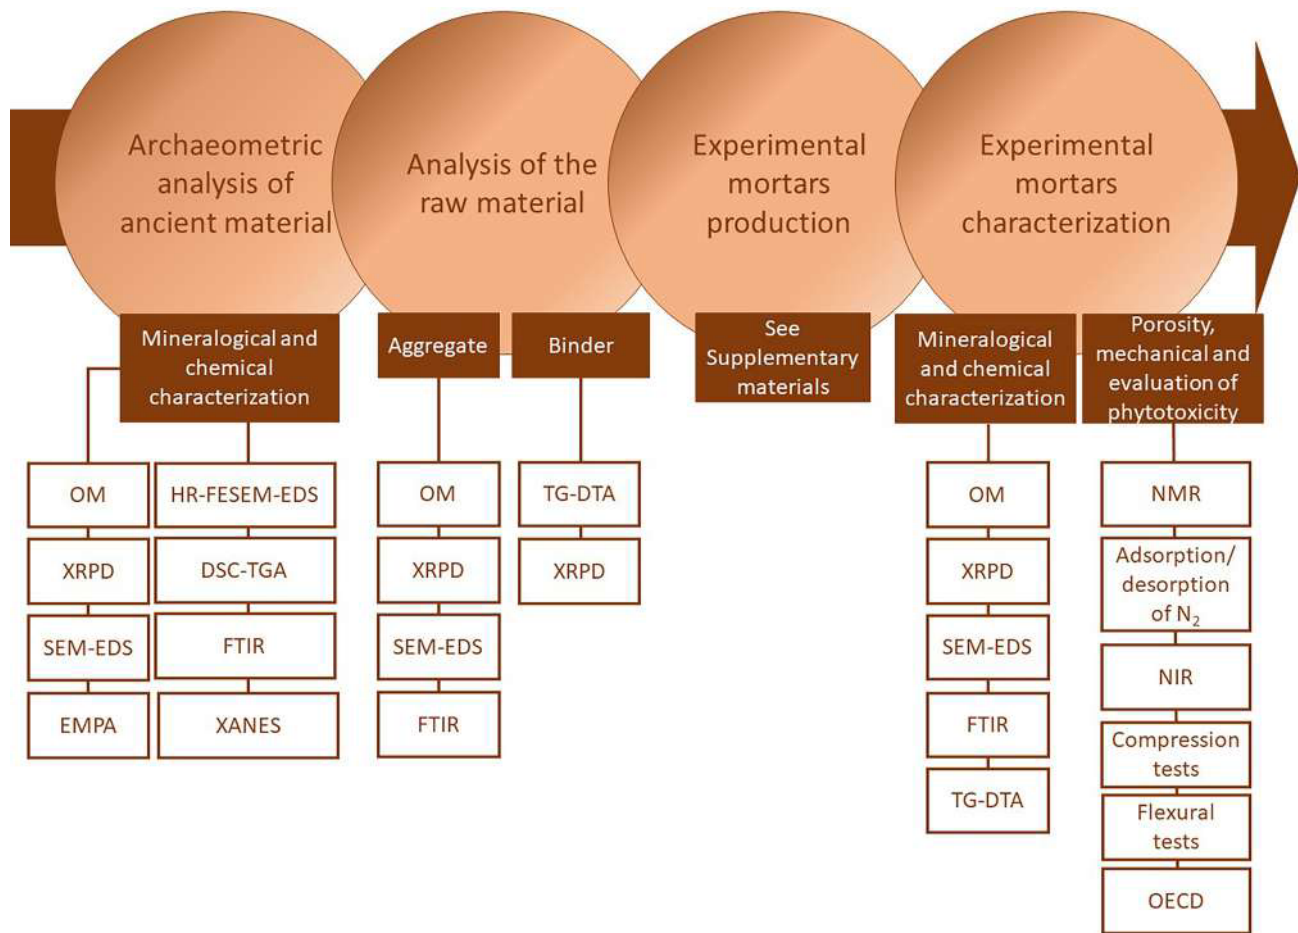 Archaeometric
analysis of
ancient material
Analysis of the
raw material
Experimental
mortars
production
Experimental
mortars
characterization
Mineralogical and
chemical
characterization
Aggregate
Binder
See
Supplementary
materials
Mineralogical
and chemical
characterization
Porosity,
mechanical and
evaluation of
phytotoxicity
OM
XRPD
SEM-EDS
EMPA
HR-FESEM-EDS
DSC-TGA
FTIR
XANES
OM
XRPD
SEM-EDS
FTIR
TG-DTA
XRPD
OM
XRPD
SEM-EDS
FTIR
TG-DTA
NMR
Adsorption/
desorption
of N₂
NIR
Compression
tests
Flexural
tests
OECD